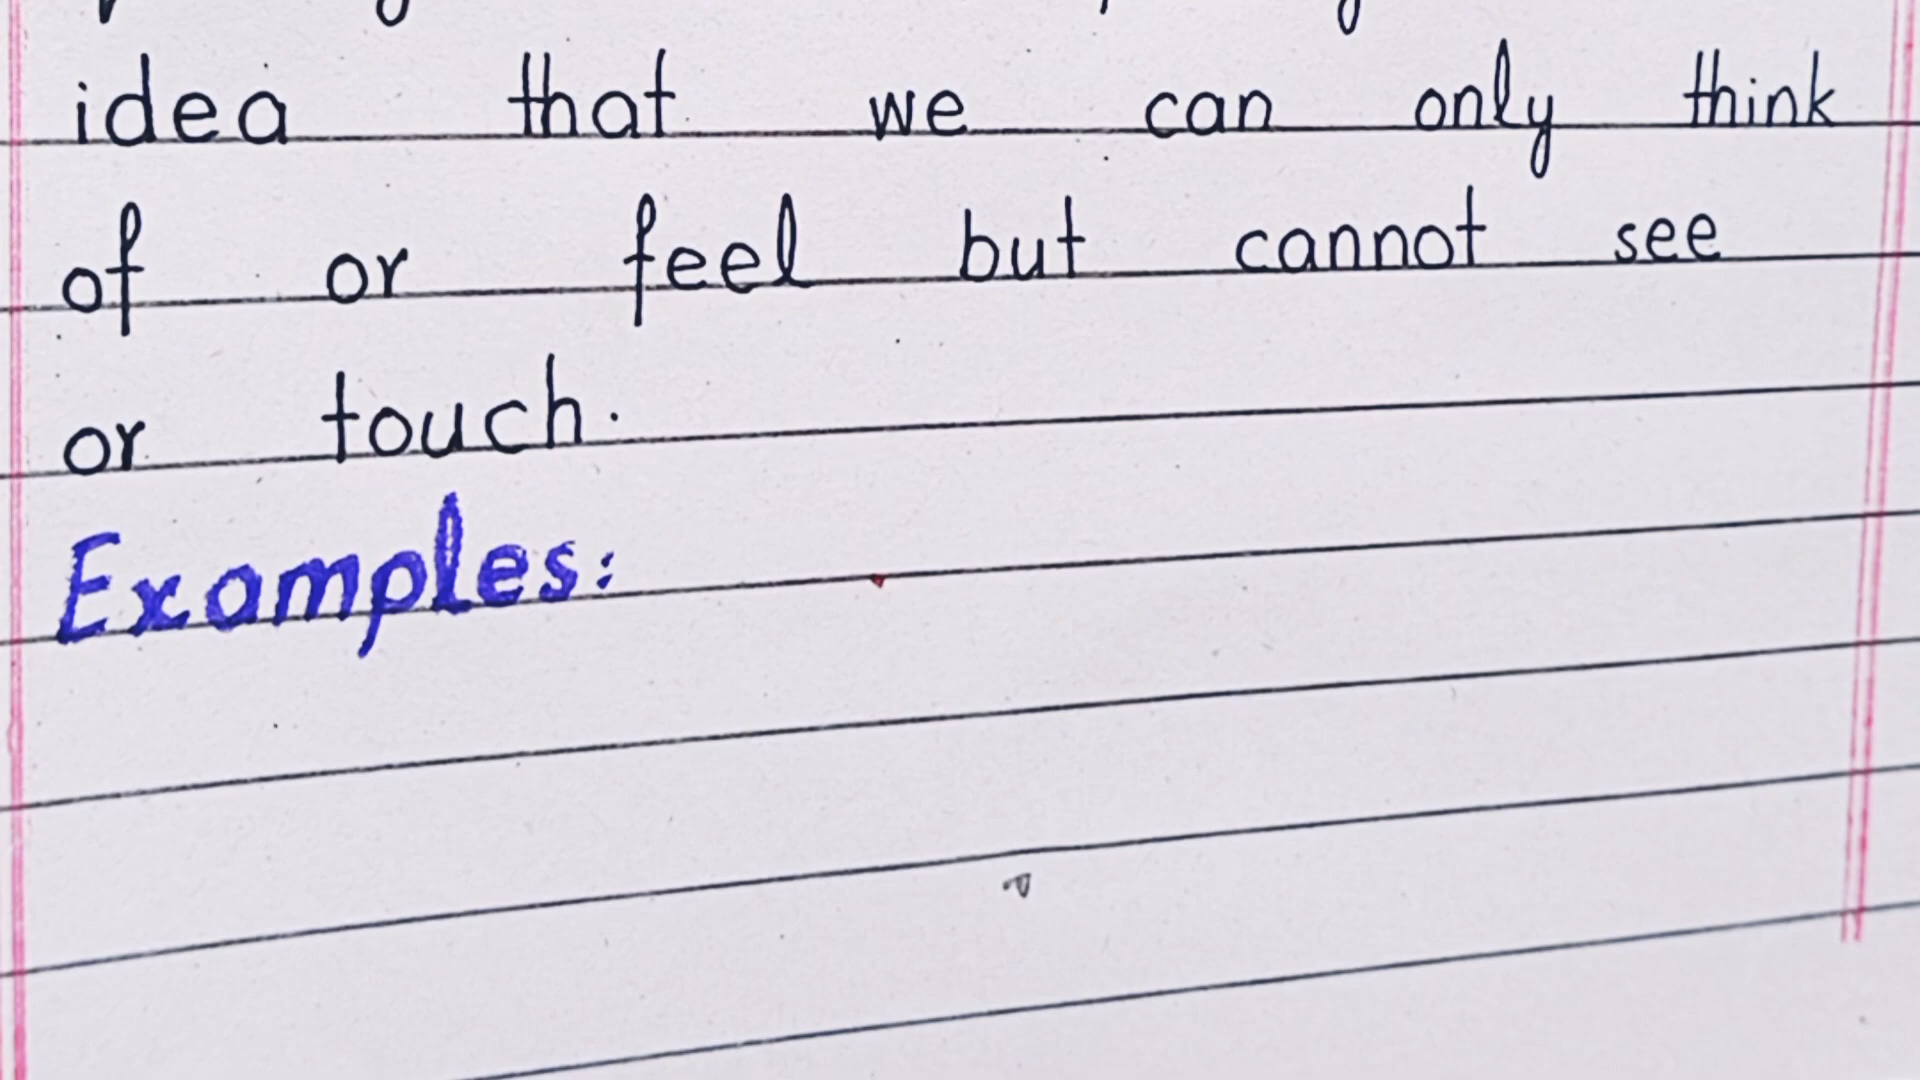 idea that we can only think
of or feel but cannot see
or touch.
Examples: